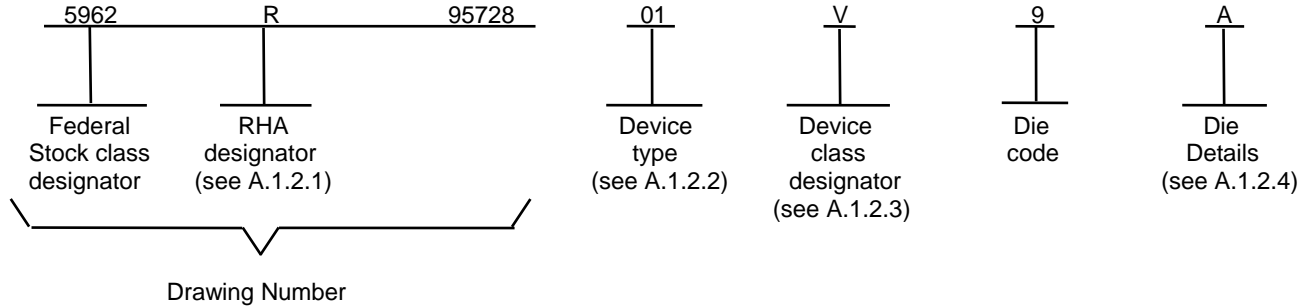 5962 R 95728 01 V 9 A
Federal Stock class designator
RHA designator (see A.1.2.1)
Device type (see A.1.2.2)
Device class designator (see A.1.2.3)
Die code
Die Details (see A.1.2.4)
Drawing Number